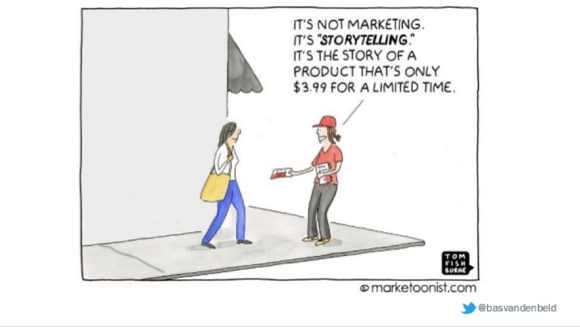 IT'S NOT MARKETING.
IT'S "STORYTELLING."
IT'S THE STORY OF A
PRODUCT THAT'S ONLY
$3.99 FOR A LIMITED TIME.
TOM
FISH
BURNE
© marketoonist.com
@basvandenbeld